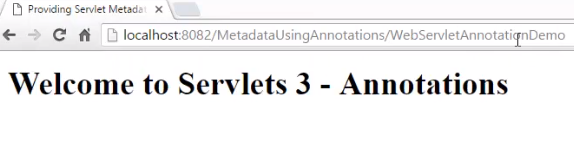 Providing Servlet Metadat
localhost:8082/MetadataUsingAnnotations/WebServletAnnotationDemo
Welcome to Servlets 3 - Annotations